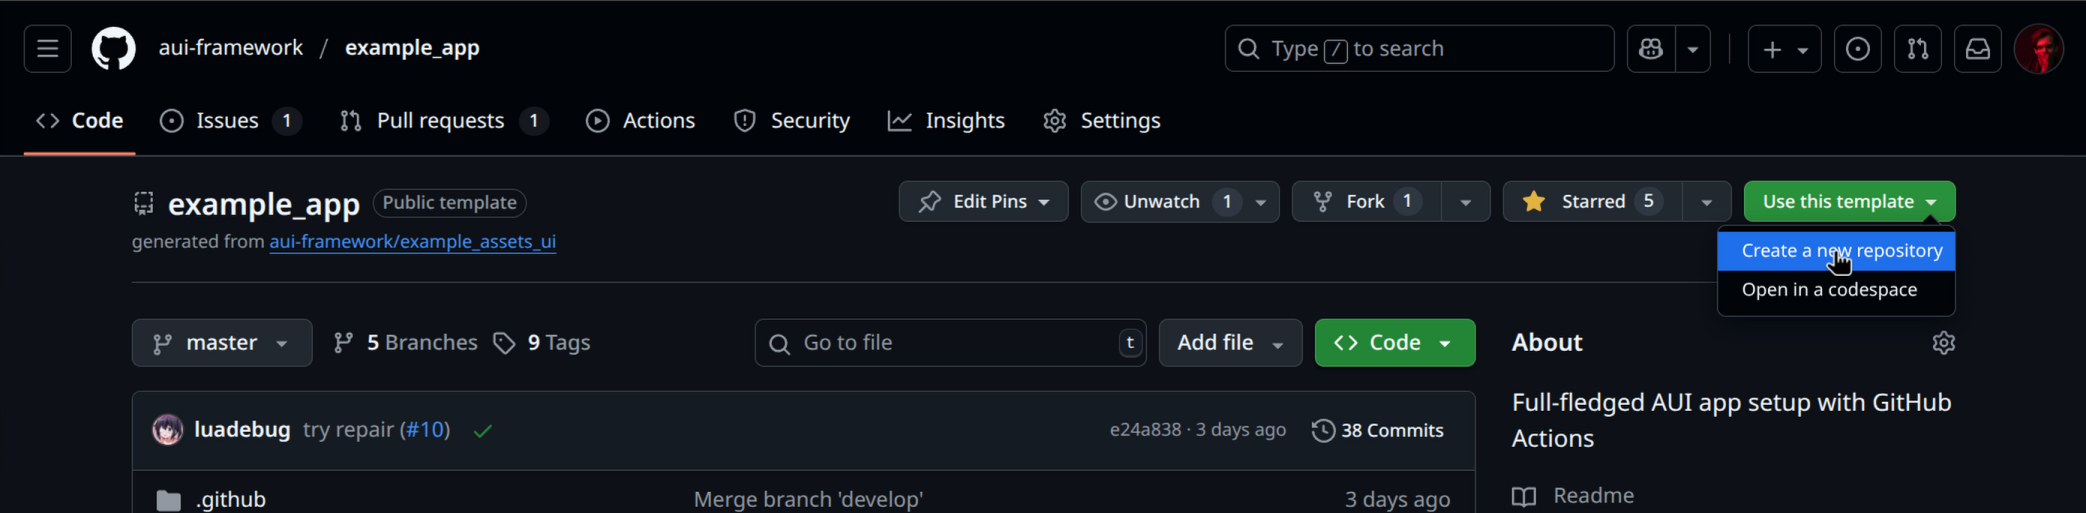 aui-framework / example_app
Type / to search
Code Issues 1 Pull requests 1 Actions Security Insights Settings
example_app Public template
Edit Pins Unwatch 1 Fork 1 Starred 5 Use this template
generated from aui-framework/example_assets_ui
Create a new repository
Open in a codespace
master 5 Branches 9 Tags Go to file t Add file Code
About
Full-fledged AUI app setup with GitHub
Actions
Readme
luadebug try repair (#10) e24a838 · 3 days ago 38 Commits
.github Merge branch 'develop' 3 days ago